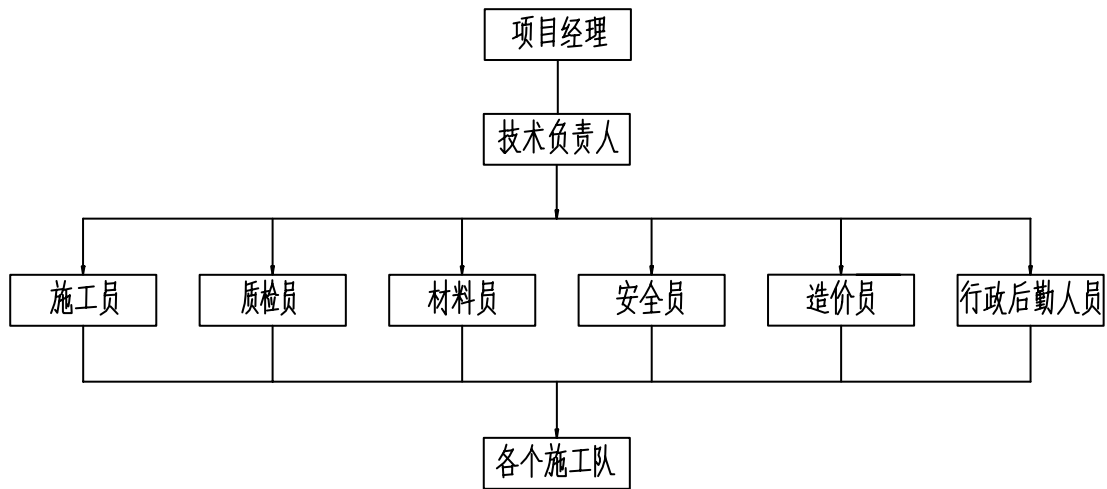 项目经理
技术负责人
施工员
质检员
材料员
安全员
造价员
行政后勤人员
各个施工队